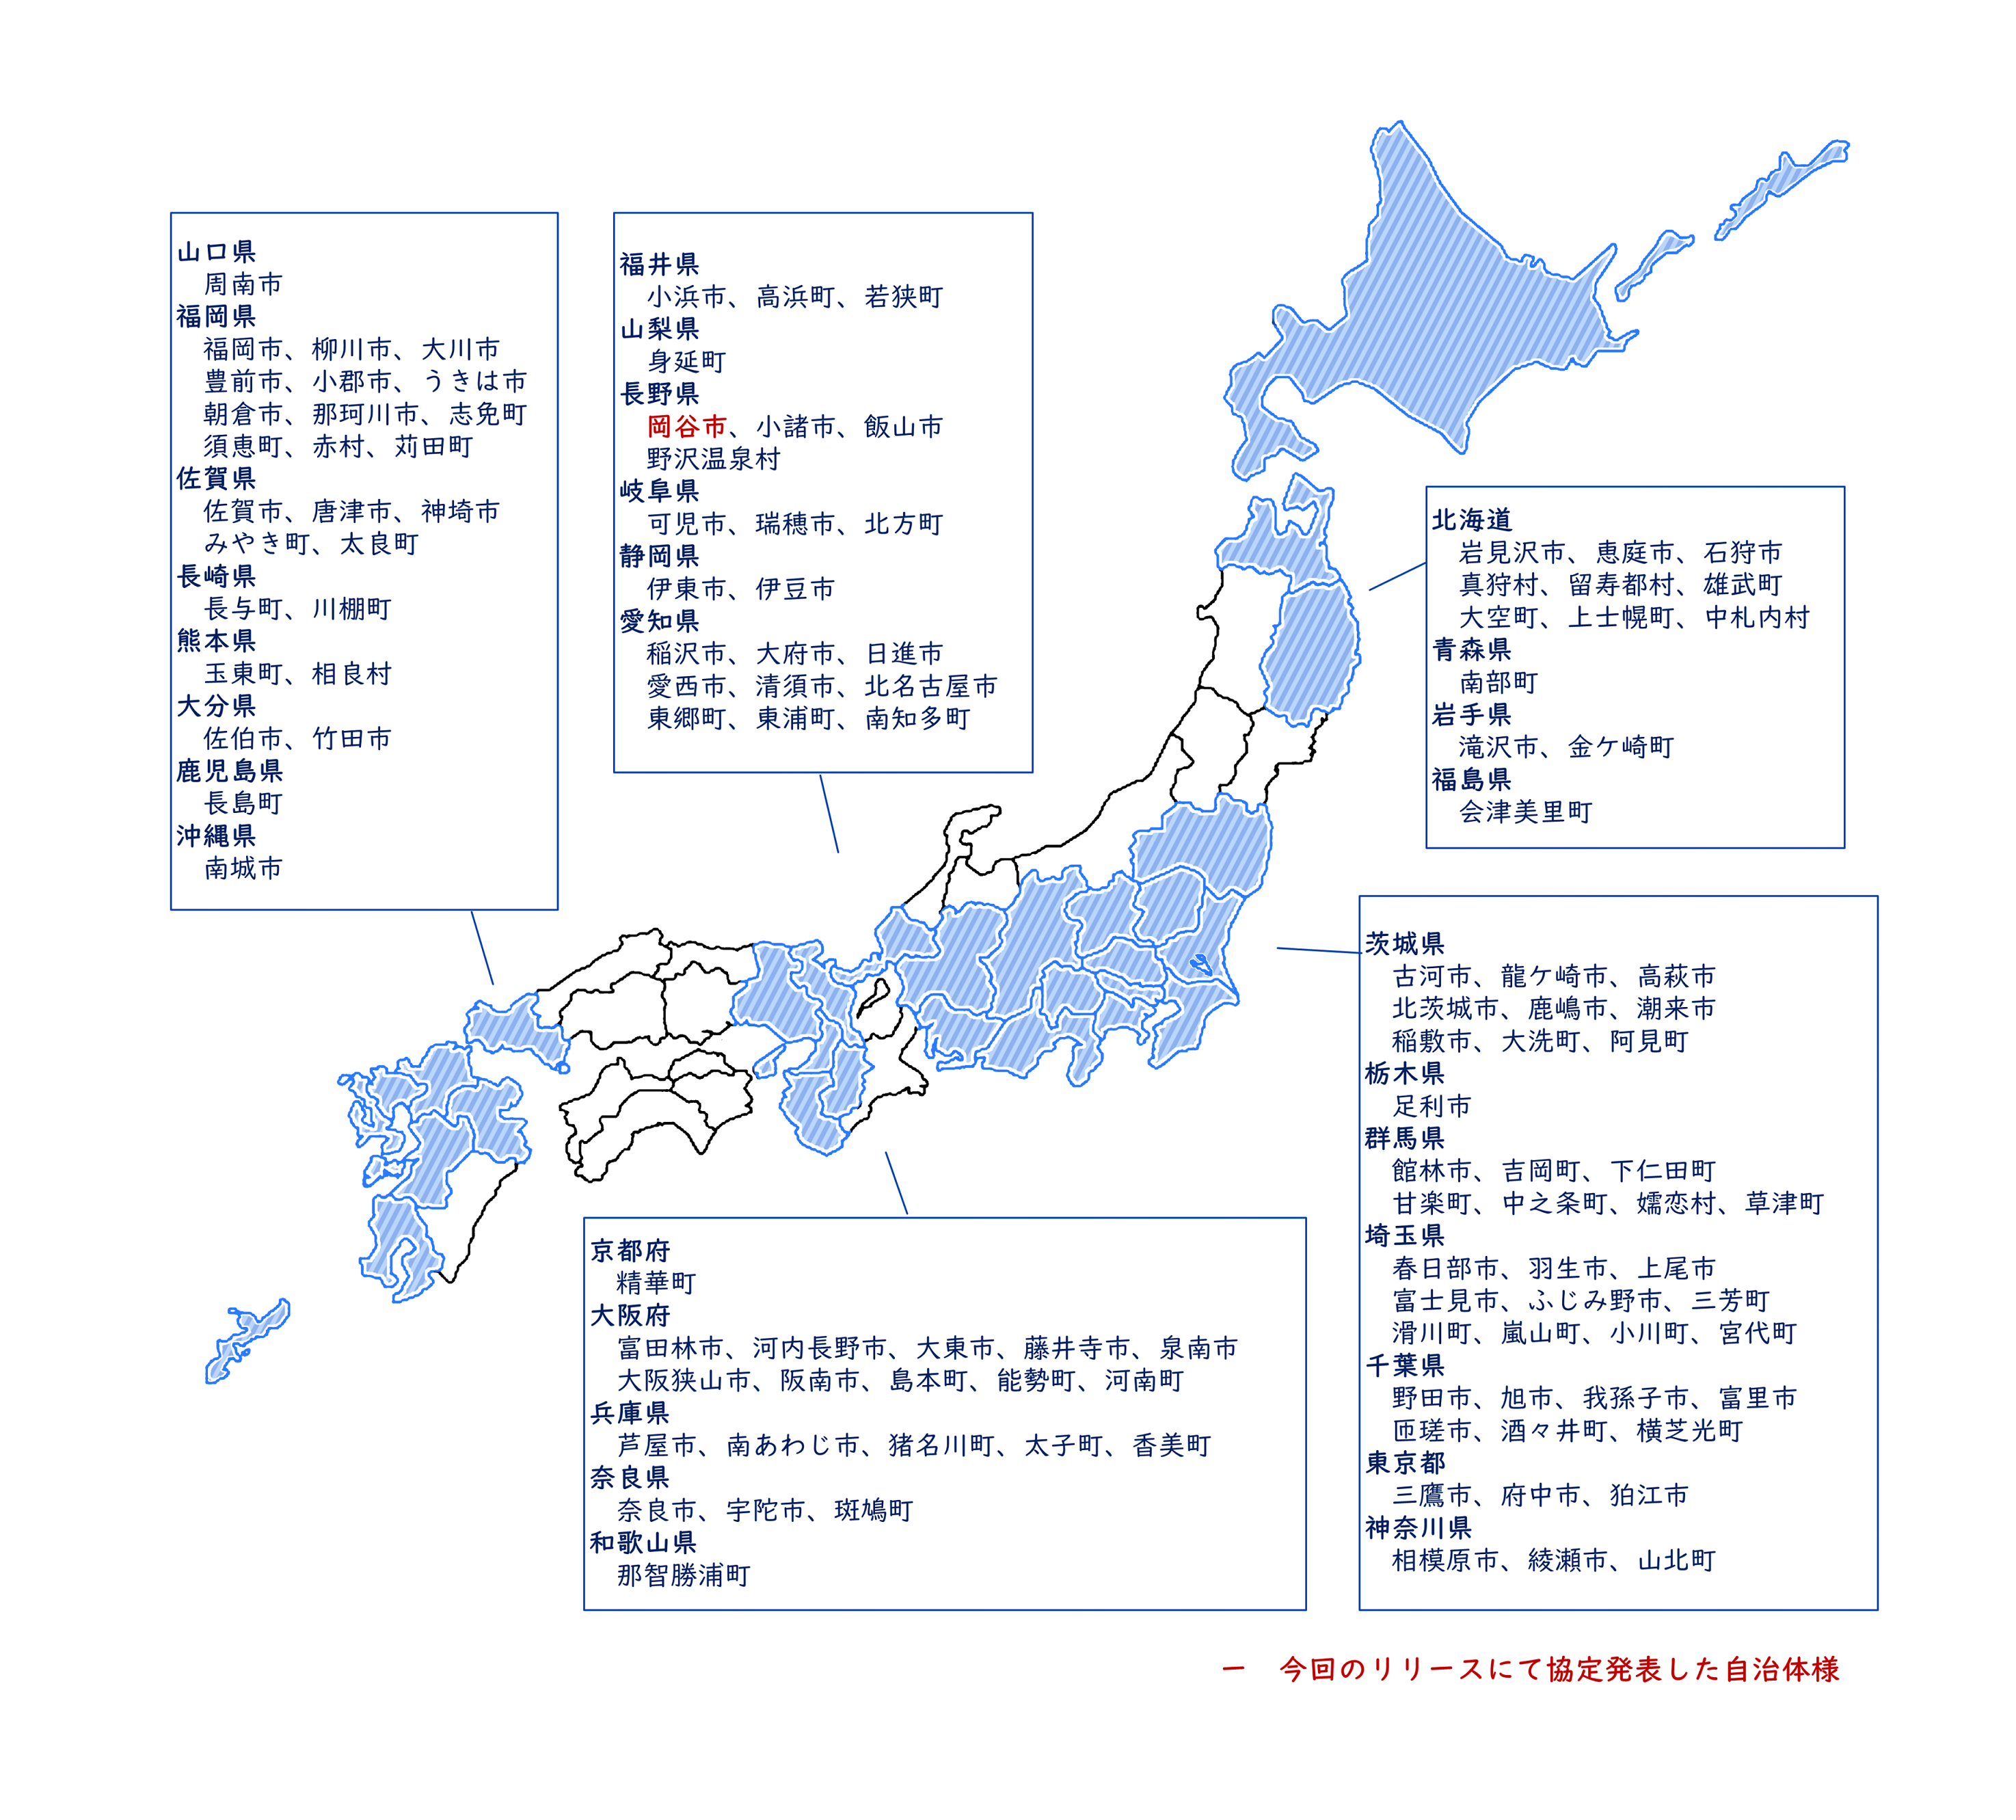 山口県
周南市
福岡県
福岡市、柳川市、大川市
豊前市、小郡市、うきは市
朝倉市、那珂川市、志免町
須恵町、赤村、苅田町
佐賀県
佐賀市、唐津市、神埼市
みやき町、太良町
長崎県
長与町、川棚町
熊本県
玉東町、相良村
大分県
佐伯市、竹田市
鹿児島県
長島町
沖縄県
南城市
福井県
小浜市、高浜町、若狭町
山梨県
身延町
長野県
岡谷市、小諸市、飯山市
野沢温泉村
岐阜県
可児市、瑞穂市、北方町
静岡県
伊東市、伊豆市
愛知県
稲沢市、大府市、日進市
愛西市、清須市、北名古屋市
東郷町、東浦町、南知多町
北海道
岩見沢市、恵庭市、石狩市
真狩村、留寿都村、雄武町
大空町、上士幌町、中札内村
青森県
南部町
岩手県
滝沢市、金ケ崎町
福島県
会津美里町
茨城県
古河市、龍ケ崎市、高萩市
北茨城市、鹿嶋市、潮来市
稲敷市、大洗町、阿見町
栃木県
足利市
群馬県
館林市、吉岡町、下仁田町
甘楽町、中之条町、嬬恋村、草津町
埼玉県
春日部市、羽生市、上尾市
富士見市、ふじみ野市、三芳町
滑川町、嵐山町、小川町、宮代町
千葉県
野田市、旭市、我孫子市、富里市
匝瑳市、酒々井町、横芝光町
東京都
三鷹市、府中市、狛江市
神奈川県
相模原市、綾瀬市、山北町
京都府
精華町
大阪府
富田林市、河内長野市、大東市、藤井寺市、泉南市
大阪狭山市、阪南市、島本町、能勢町、河南町
兵庫県
芦屋市、南あわじ市、猪名川町、太子町、香美町
奈良県
奈良市、宇陀市、斑鳩町
和歌山県
那智勝浦町
ー　今回のリリースにて協定発表した自治体様